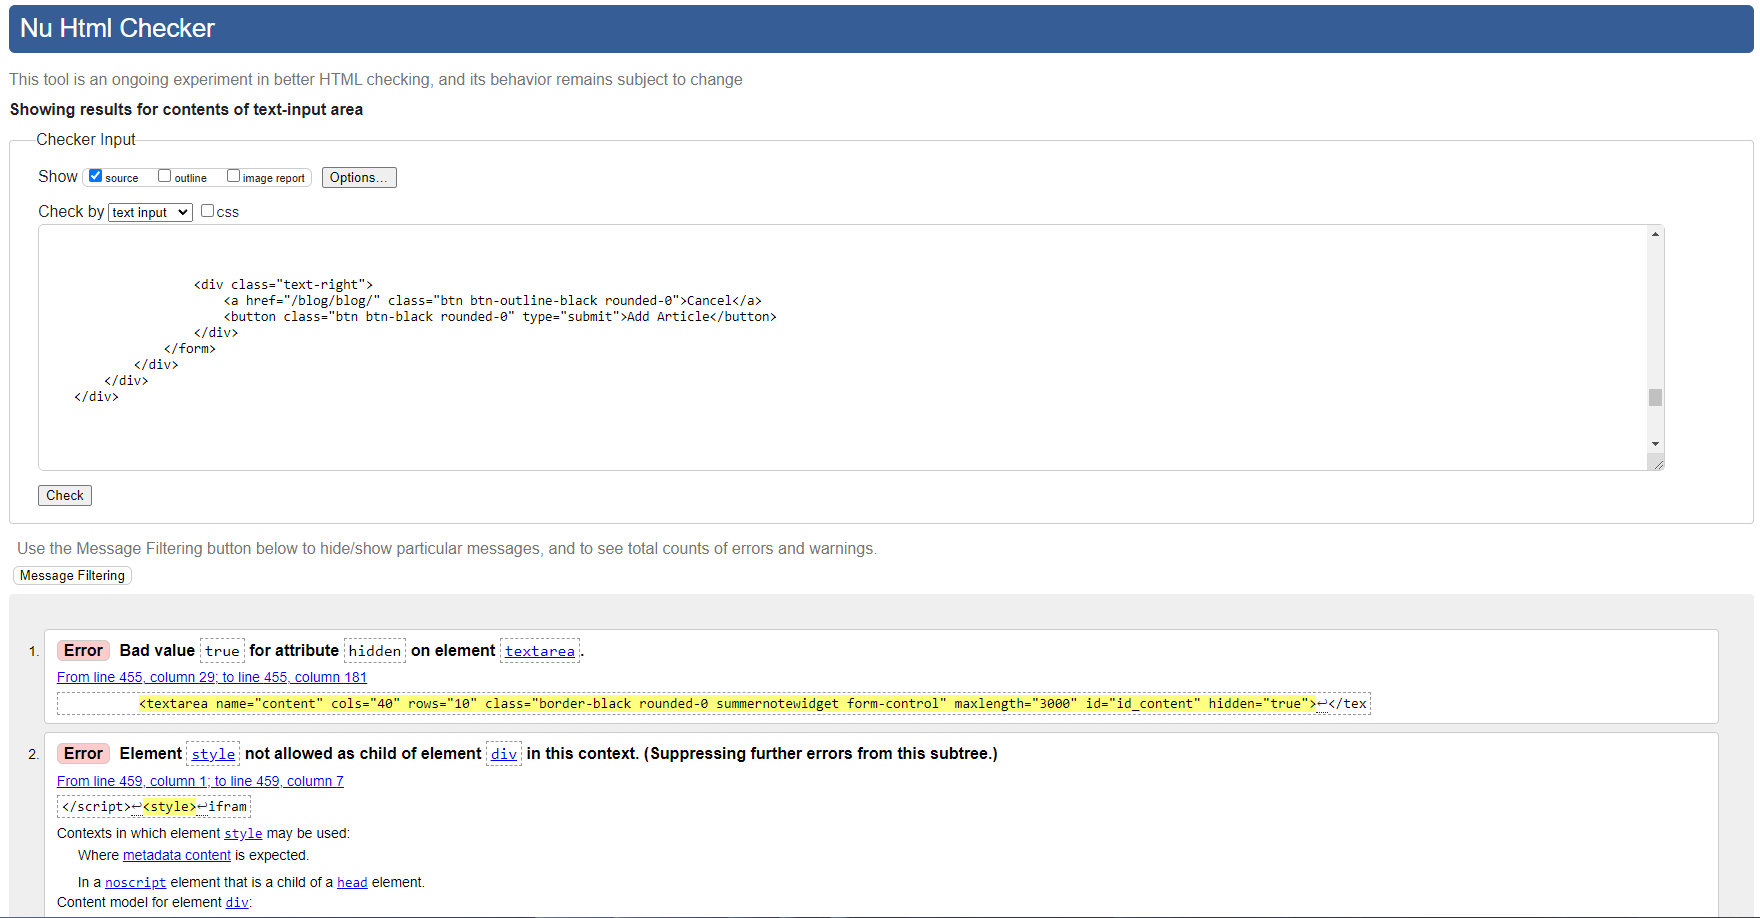 Nu Html Checker
This tool is an ongoing experiment in better HTML checking, and its behavior remains subject to change
Showing results for contents of text-input area
Checker Input
Show source outline image report Options...
Check by text input css
<div class="text-right">
<a href="/blog/blog/" class="btn btn-outline-black rounded-0">Cancel</a>
<button class="btn btn-black rounded-0" type="submit">Add Article</button>
</div>
</form>
</div>
</div>
</div>
Check
Use the Message Filtering button below to hide/show particular messages, and to see total counts of errors and warnings.
Message Filtering
1. Error Bad value true for attribute hidden on element textarea.
From line 455, column 29; to line 455, column 181
<textarea name="content" cols="40" rows="10" class="border-black rounded-0 summernotewidget form-control" maxlength="3000" id="id_content" hidden="true">↩</tex
2. Error Element style not allowed as child of element div in this context. (Suppressing further errors from this subtree.)
From line 459, column 1; to line 459, column 7
</script>↩<style>↩ifram
Contexts in which element style may be used:
Where metadata content is expected.
In a noscript element that is a child of a head element.
Content model for element div: